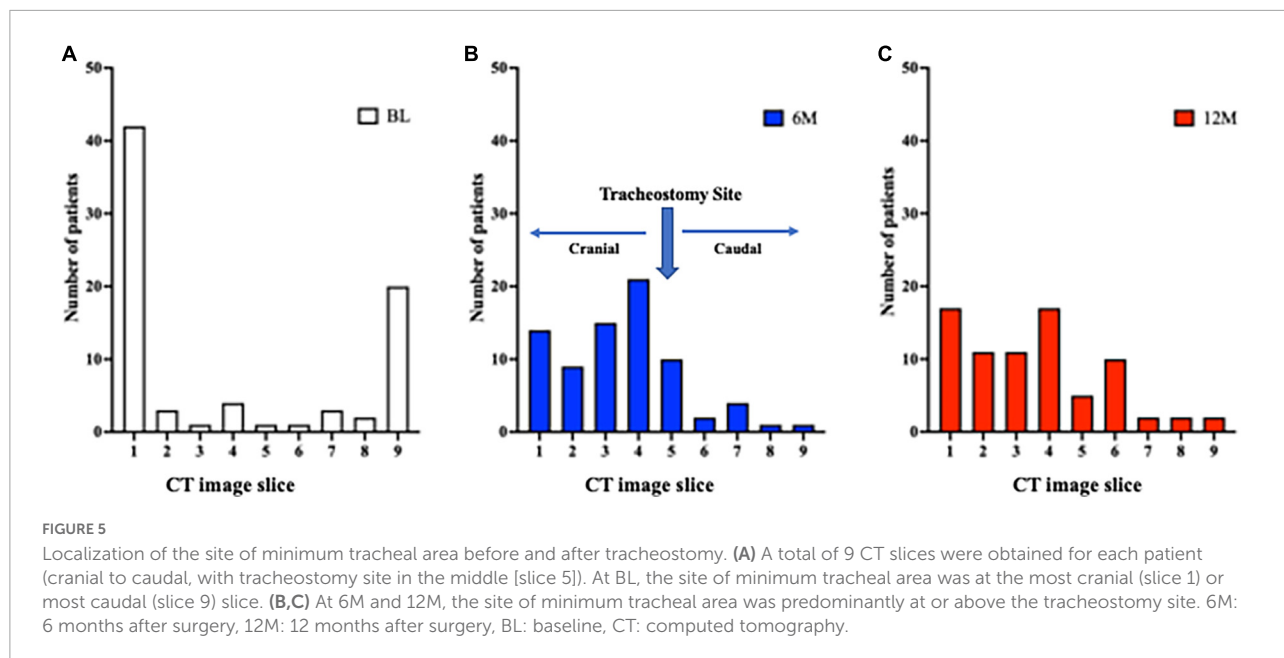 A
50
40
30
20
10
0
Number of patients
BL
1 2 3 4 5 6 7 8 9
CT image slice
B
50
40
30
20
10
0
Number of patients
6M
Tracheostomy Site
Cranial Caudal
1 2 3 4 5 6 7 8 9
CT image slice
C
50
40
30
20
10
0
Number of patients
12M
1 2 3 4 5 6 7 8 9
CT image slice
FIGURE 5
Localization of the site of minimum tracheal area before and after tracheostomy. (A) A total of 9 CT slices were obtained for each patient
(cranial to caudal, with tracheostomy site in the middle [slice 5]). At BL, the site of minimum tracheal area was at the most cranial (slice 1) or
most caudal (slice 9) slice. (B,C) At 6M and 12M, the site of minimum tracheal area was predominantly at or above the tracheostomy site. 6M:
6 months after surgery, 12M: 12 months after surgery, BL: baseline, CT: computed tomography.